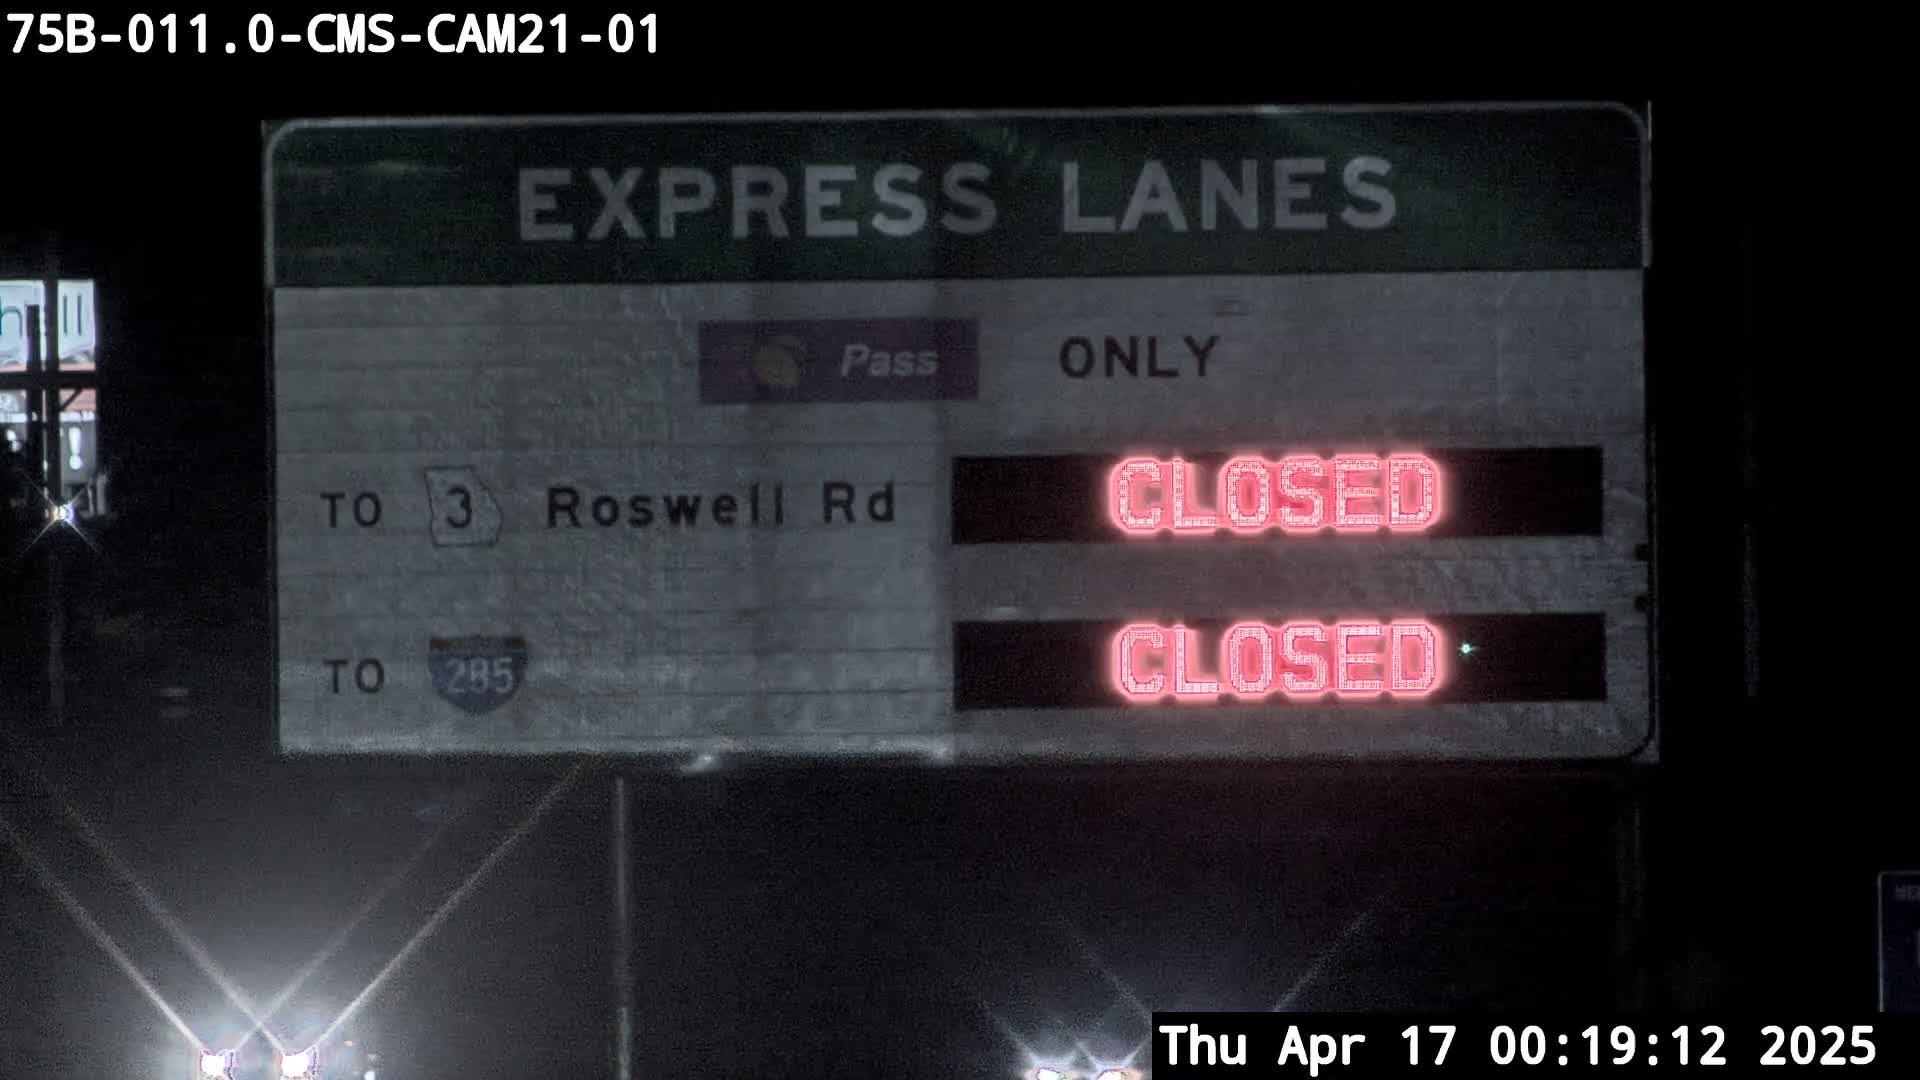 75B-011.0-CMS-CAM21-01
EXPRESS LANES
Pass ONLY
TO 3 Roswell Rd CLOSED
TO 285 CLOSED
Thu Apr 17 00:19:12 2025